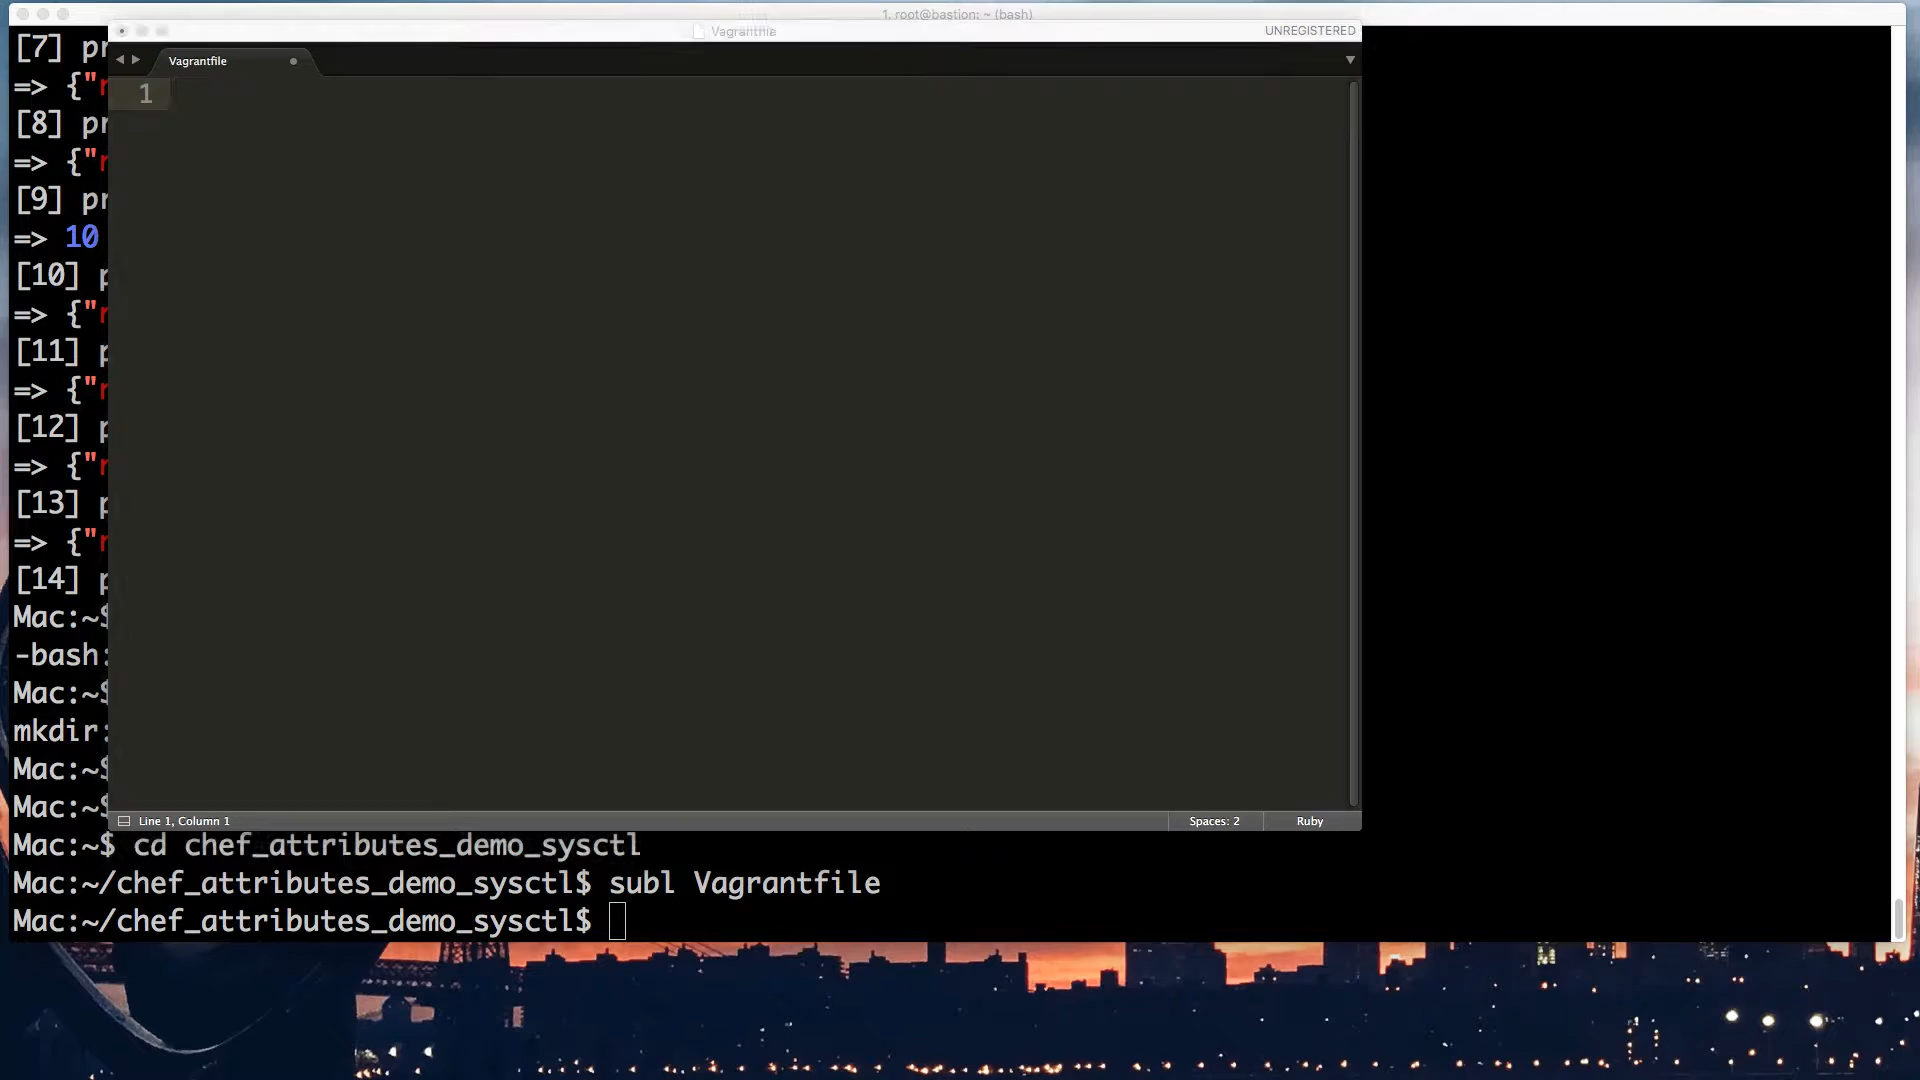 1. root@bastion: ~ (bash)
Vagrantfile
UNREGISTERED
Vagrantfile
1
[7] pr
=> {"r
[8] pr
=> {"r
[9] pr
=> 10
[10] p
=> {"r
[11] p
=> {"r
[12] p
=> {"r
[13] p
=> {"r
[14] p
Mac:~$
-bash:
Mac:~$
mkdir:
Mac:~$
Mac:~$
Line 1, Column 1
Spaces: 2
Ruby
Mac:~$ cd chef_attributes_demo_sysctl
Mac:~/chef_attributes_demo_sysctl$ subl Vagrantfile
Mac:~/chef_attributes_demo_sysctl$